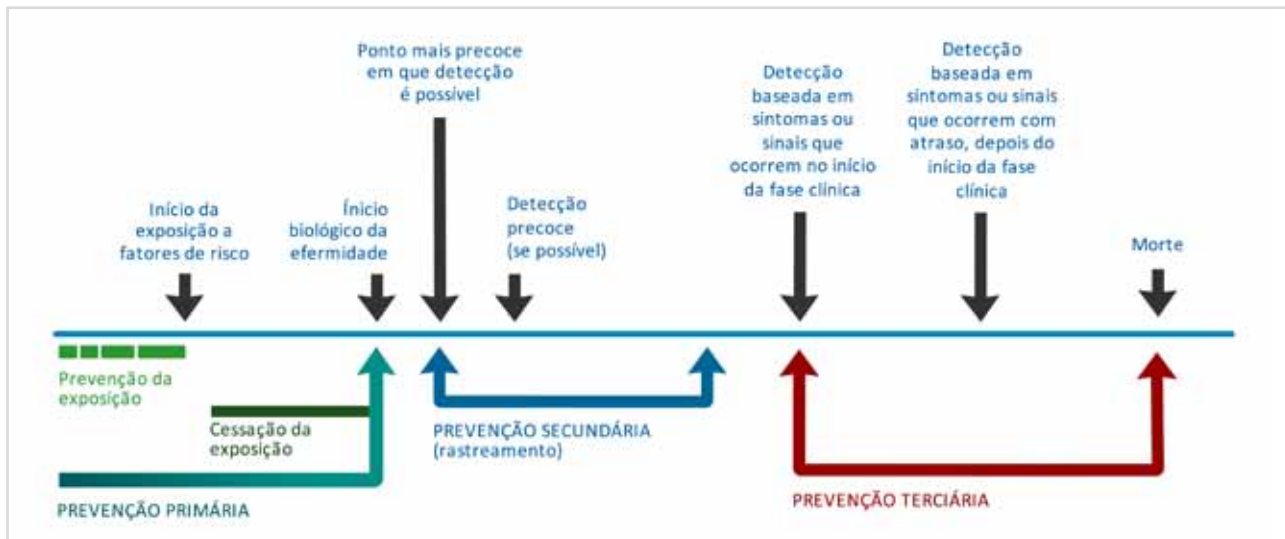 Ponto mais precoce
em que detecção
é possível
Detecção
baseada em
sintomas ou
sinais que
ocorrem no início
da fase clínica
Detecção
baseada em
sintomas ou sinais
que ocorrem com
atraso, depois do
início da fase
clínica
Início da
exposição a
fatores de risco
Ínicio
biológico da
efermidade
Detecção
precoce
(se possível)
Morte
Prevenção da
exposição
Cessação da
exposição
PREVENÇÃO PRIMÁRIA
PREVENÇÃO SECUNDÁRIA
(rastreamento)
PREVENÇÃO TERCIÁRIA